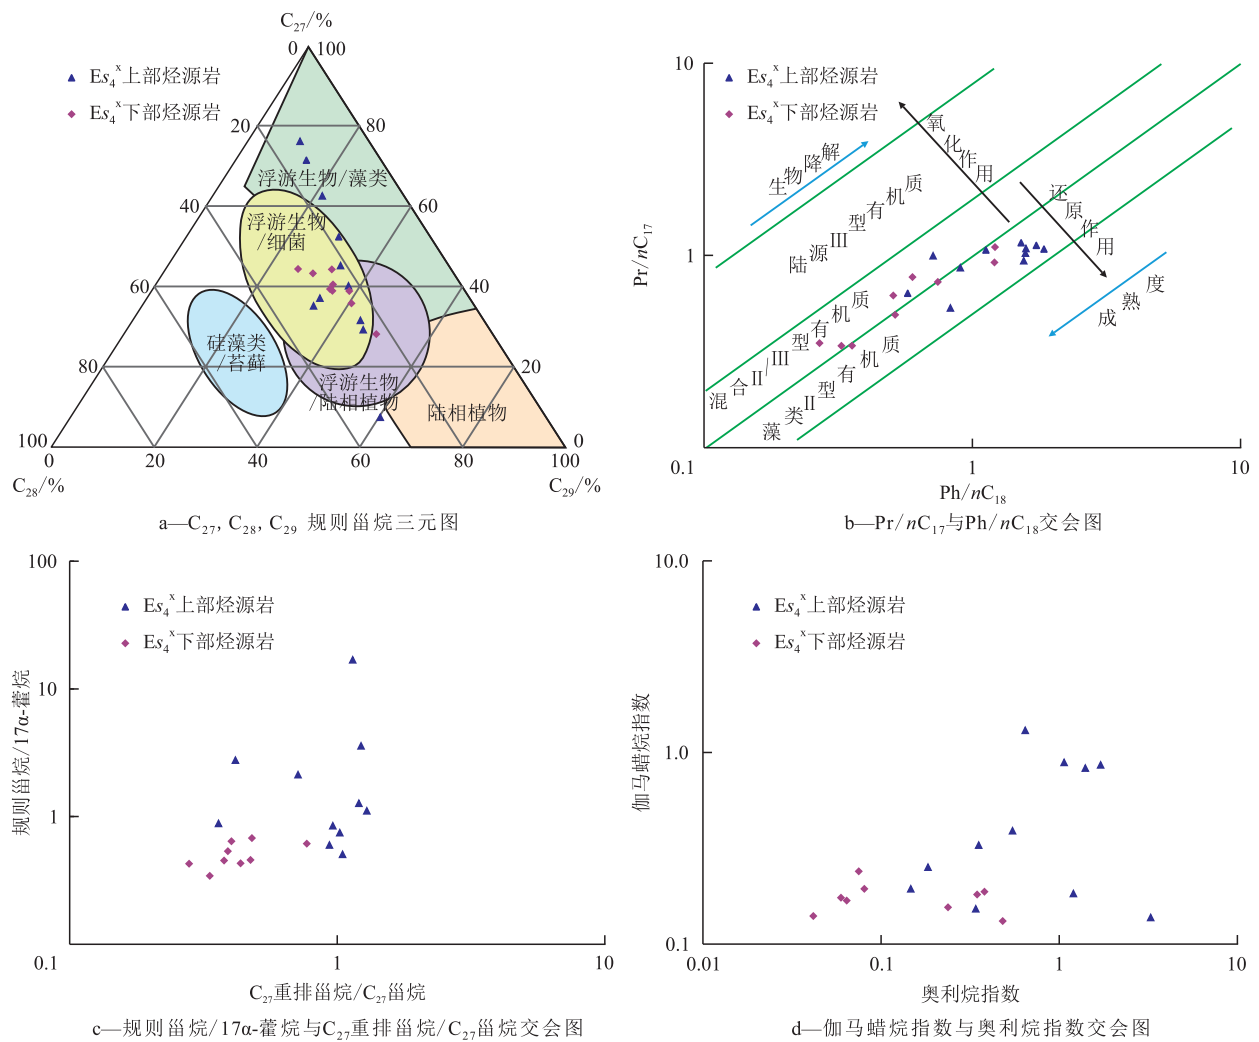 C27/%
0 100
Es4x上部烃源岩
Es4x下部烃源岩
20 80
浮游生物/藻类
40 60
浮游生物
/细菌
60 40
硅藻类
/苔藓
80 20
浮游生物
/陆相植物
陆相植物
100 0
0 20 40 60 80 100
C28/% C29/%
a—C27, C28, C29 规则甾烷三元图
10
Es4x上部烃源岩
Es4x下部烃源岩
生物降解
氧化作用
还原作用
成熟度
陆源III型有机质
混合II/III型有机质
藻类II型有机质
Pr/nC17
1
0.1 1 10
Ph/nC18
b—Pr/nC17与Ph/nC18交会图
100
Es4x上部烃源岩
Es4x下部烃源岩
规则甾烷/17α-藿烷
10
1
0.1 1 10
C27重排甾烷/C27甾烷
c—规则甾烷/17α-藿烷与C27重排甾烷/C27甾烷交会图
10.0
Es4x上部烃源岩
Es4x下部烃源岩
伽马蜡烷指数
1.0
0.1
0.01 0.1 1 10
奥利烷指数
d—伽马蜡烷指数与奥利烷指数交会图